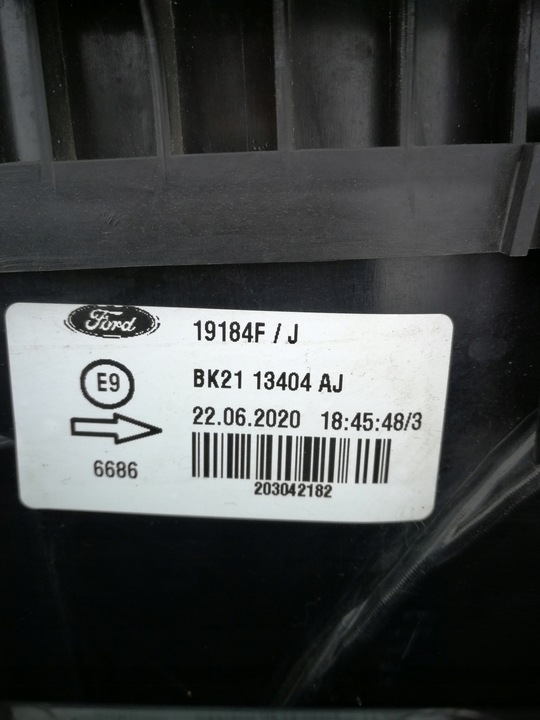 Ford
19184F / J
E9
BK21 13404 AJ
22.06.2020 18:45:48/3
6686
203042182